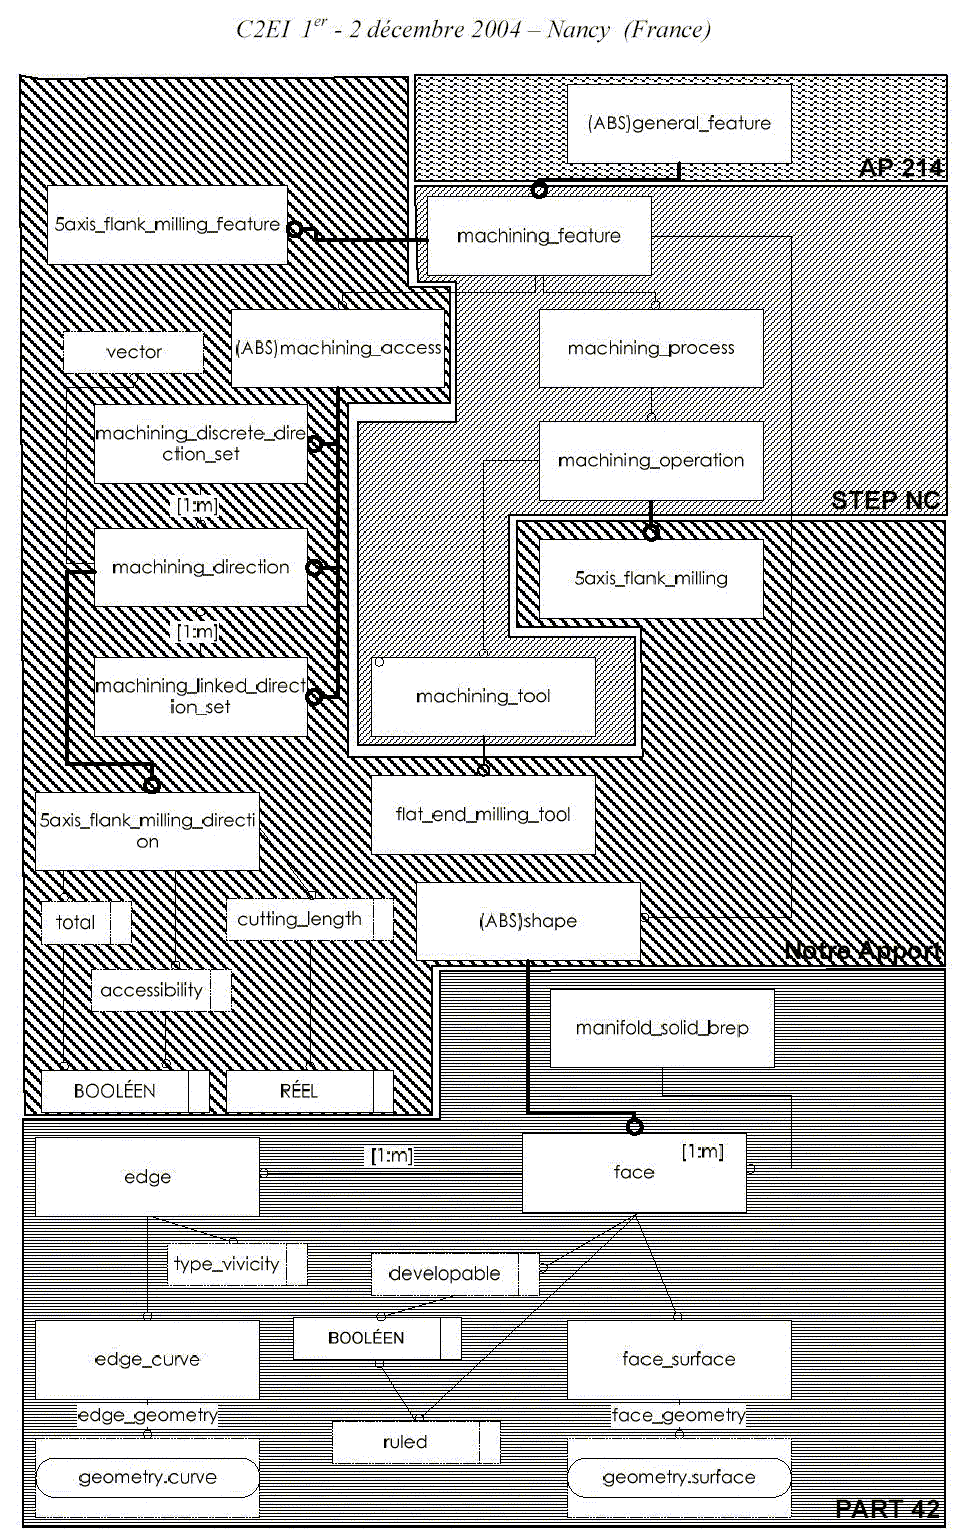 C2EI 1er - 2 décembre 2004 – Nancy (France)
(ABS)general_feature
AP 214
5axis_flank_milling_feature
machining_feature
vector
(ABS)machining_access
machining_process
machining_discrete_dire
ction_set
machining_operation
[1:m]
STEP NC
machining_direction
5axis_flank_milling
[1:m]
machining_linked_direct
ion_set
machining_tool
5axis_flank_milling_directi
on
flat_end_milling_tool
total
cutting_length
(ABS)shape
Notre Apport
accessibility
manifold_solid_brep
BOOLÉEN
RÉEL
edge
[1:m]
[1:m]
face
type_vivicity
developable
BOOLÉEN
edge_curve
face_surface
edge_geometry
face_geometry
ruled
geometry.curve
geometry.surface
PART 42